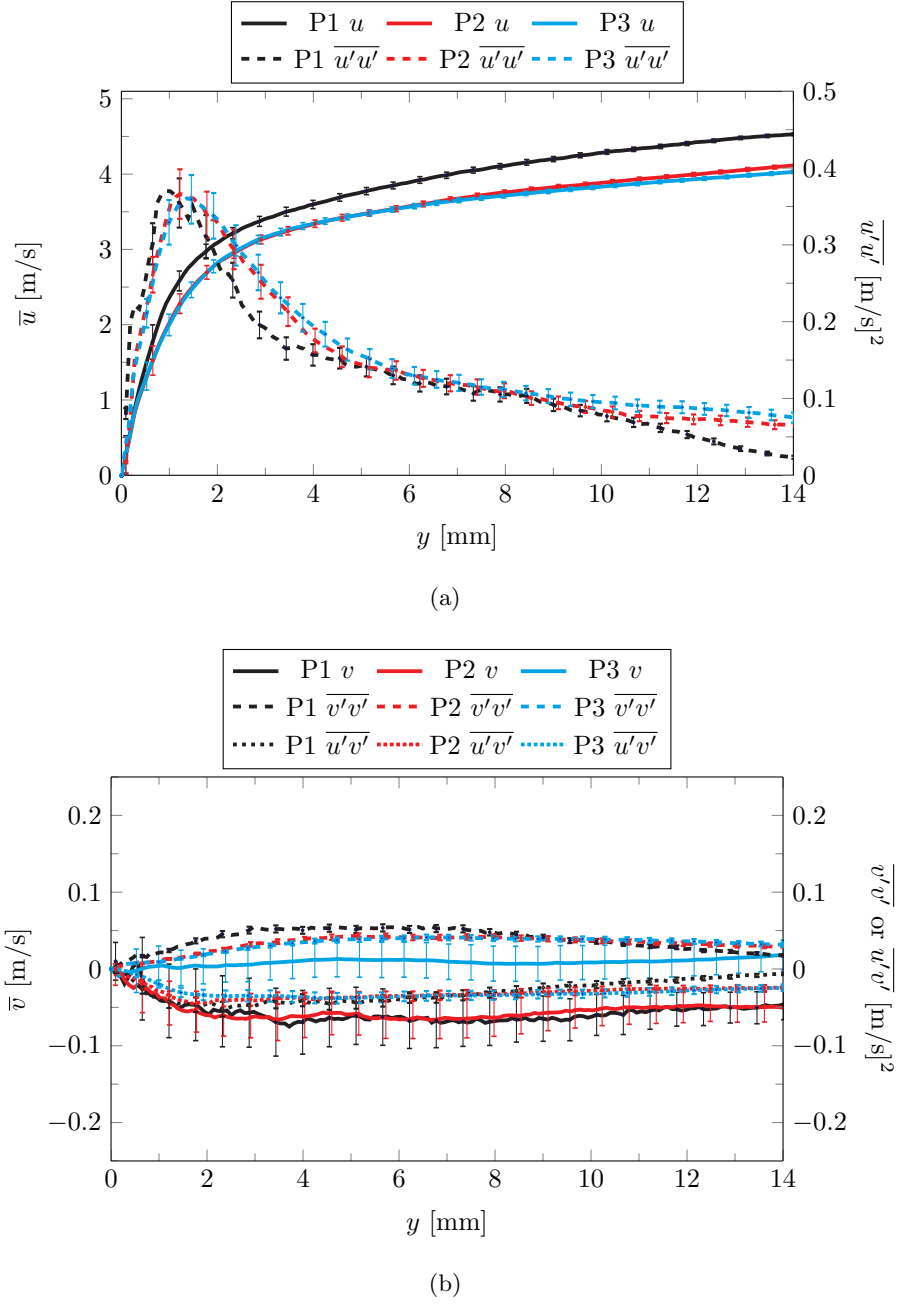 P1 u P2 u P3 u
P1 u′u′ P2 u′u′ P3 u′u′
5
4
3
2
1
0
0.5
0.4
0.3
0.2
0.1
0
0 2 4 6 8 10 12 14
u [m/s]
u′u′ [m/s]²
y [mm]
(a)
P1 v P2 v P3 v
P1 v′v′ P2 v′v′ P3 v′v′
P1 u′v′ P2 u′v′ P3 u′v′
0.2
0.1
0
−0.1
−0.2
0.2
0.1
0
−0.1
−0.2
0 2 4 6 8 10 12 14
v [m/s]
v′v′ or u′v′ [m/s]²
y [mm]
(b)